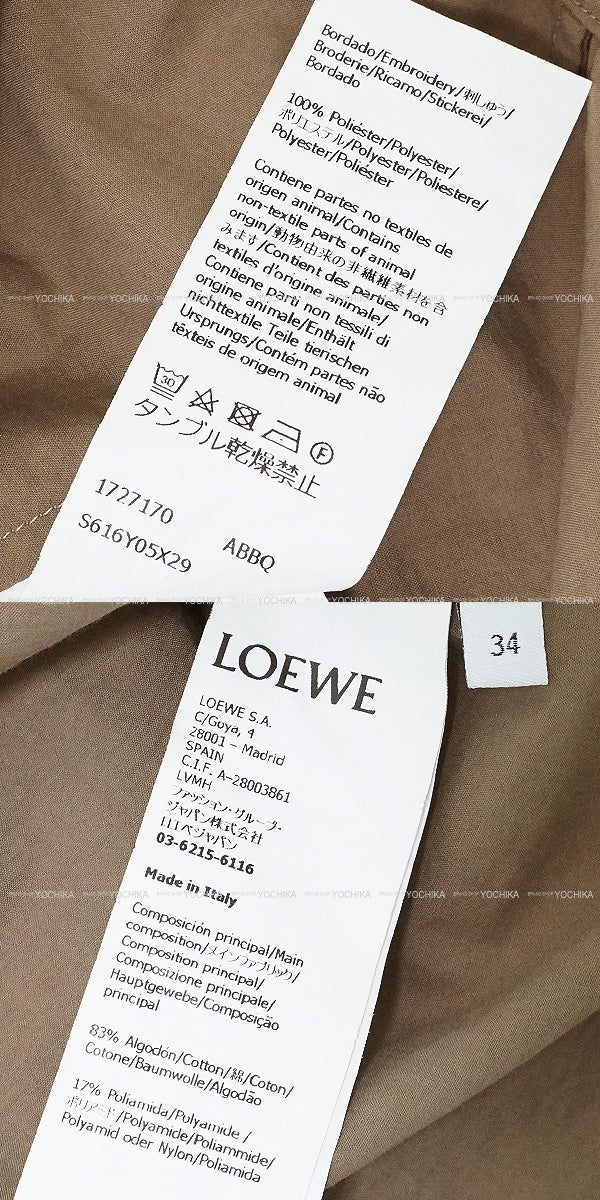 Bordado/Embroidery/刺しゅう/
Broderie/Ricamo/Stickerei/
Bordado
100% Poliéster/Polyester/
ポリエステル/Polyester/Poliestere/
Polyester/Poliéster
Contiene partes no textiles de
origen animal/Contains
non-textile parts of animal
origin/動物由来の非繊維素材を含
みます/Contient des parties non
textiles d'origine animale/
Contiene parti non tessili di
origine animale/Enthält
nichttextile Teile tierischen
Ursprungs/Contém partes não
têxteis de origem animal
30
F
タンブル乾燥禁止
1727170
S616Y05X29 ABBQ
BRAND SHOP YOCHIKA
34
LOEWE
LOEWE S.A.
C/Goya, 4
28001 – Madrid
SPAIN
C.I.F. A-28003861
LVMH
ファッション・グループ・
ジャパン株式会社
ロエベジャパン
03-6215-6116
Made in Italy
Composición principal/Main
composition/メインファブリック/
Composition principal/
Composizione principale/
Hauptgewebe/Composição
principal
83% Algodón/Cotton/綿/Coton/
Cotone/Baumwolle/Algodão
17% Poliamida/Polyamide /
ポリアミド/Polyamide/Poliammide/
Polyamid oder Nylon/Poliamida